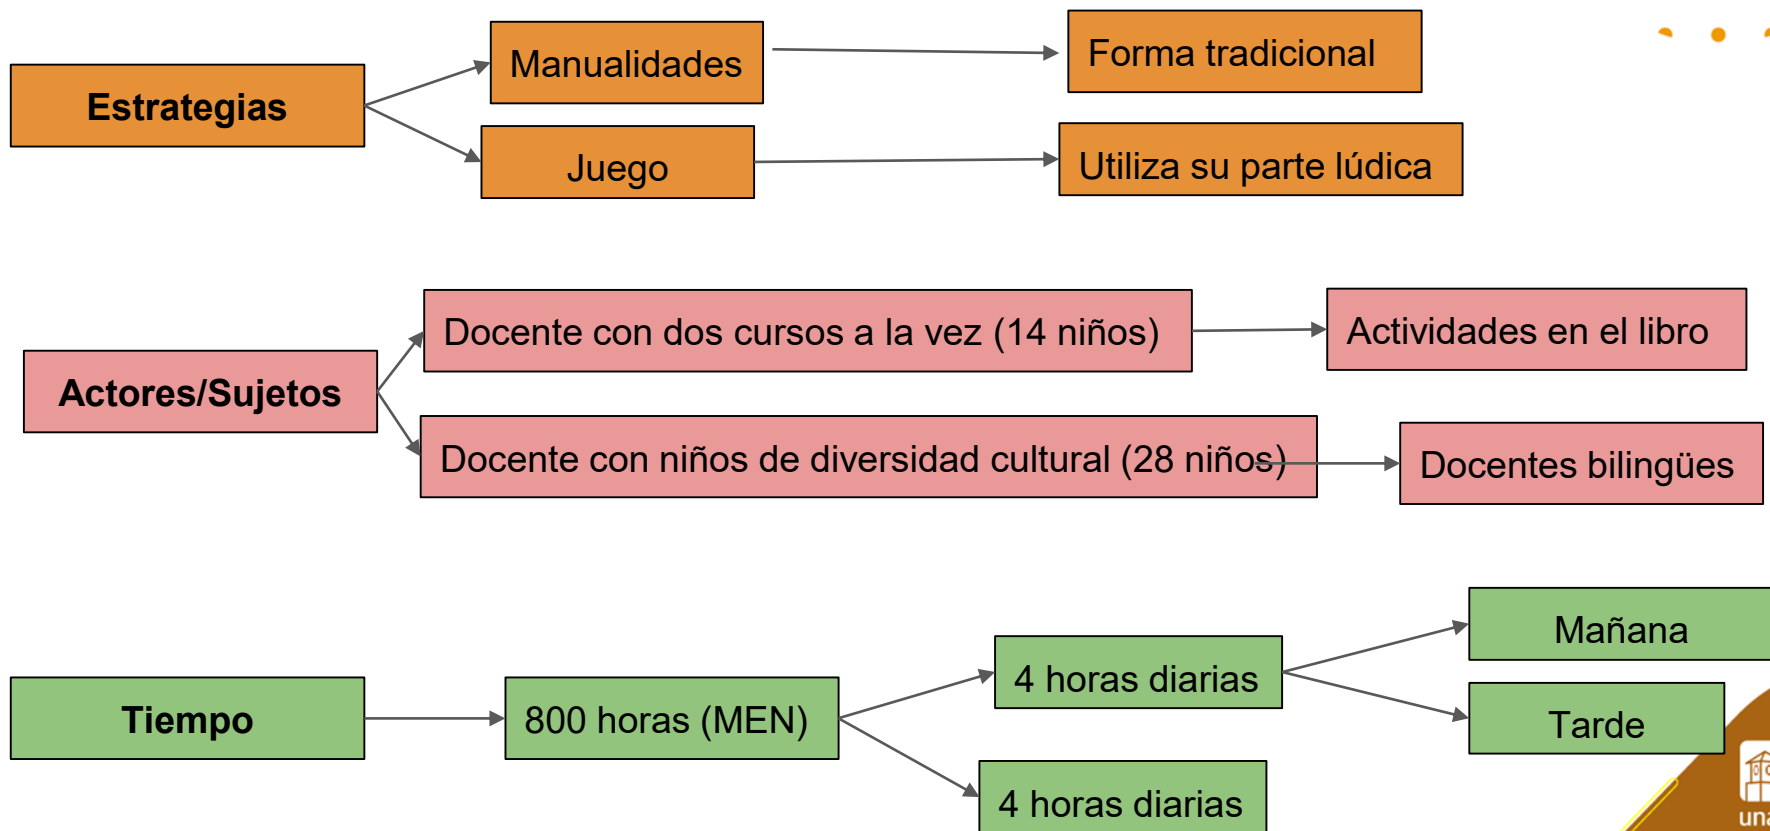 Estrategias
Manualidades
Forma tradicional
Juego
Utiliza su parte lúdica
Actores/Sujetos
Docente con dos cursos a la vez (14 niños)
Actividades en el libro
Docente con niños de diversidad cultural (28 niños)
Docentes bilingües
Tiempo
800 horas (MEN)
4 horas diarias
Mañana
Tarde
4 horas diarias